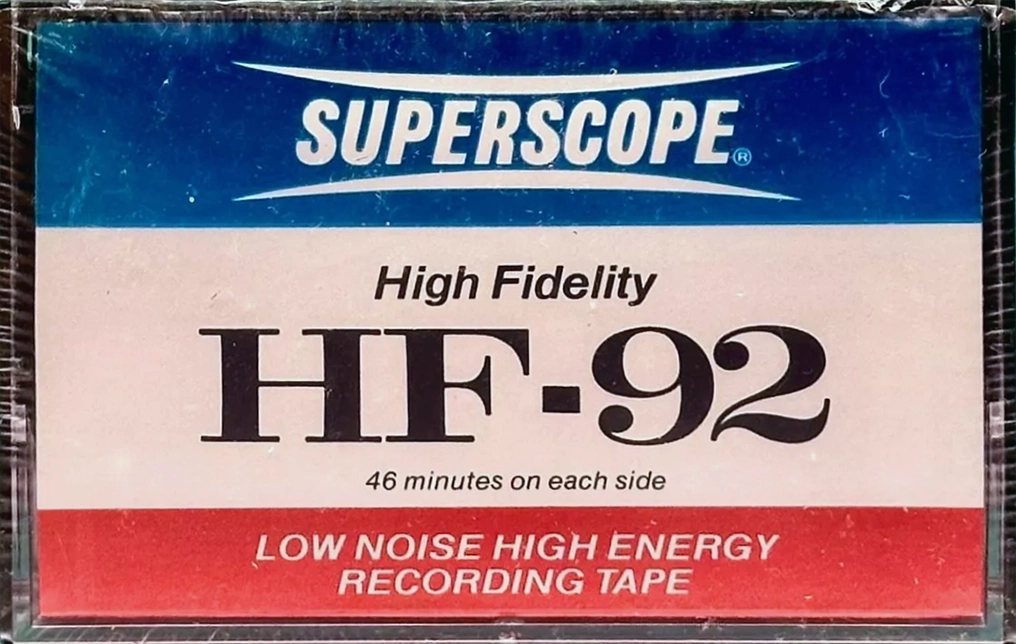 SUPERSCOPE®
High Fidelity
HF-92
46 minutes on each side
LOW NOISE HIGH ENERGY
RECORDING TAPE